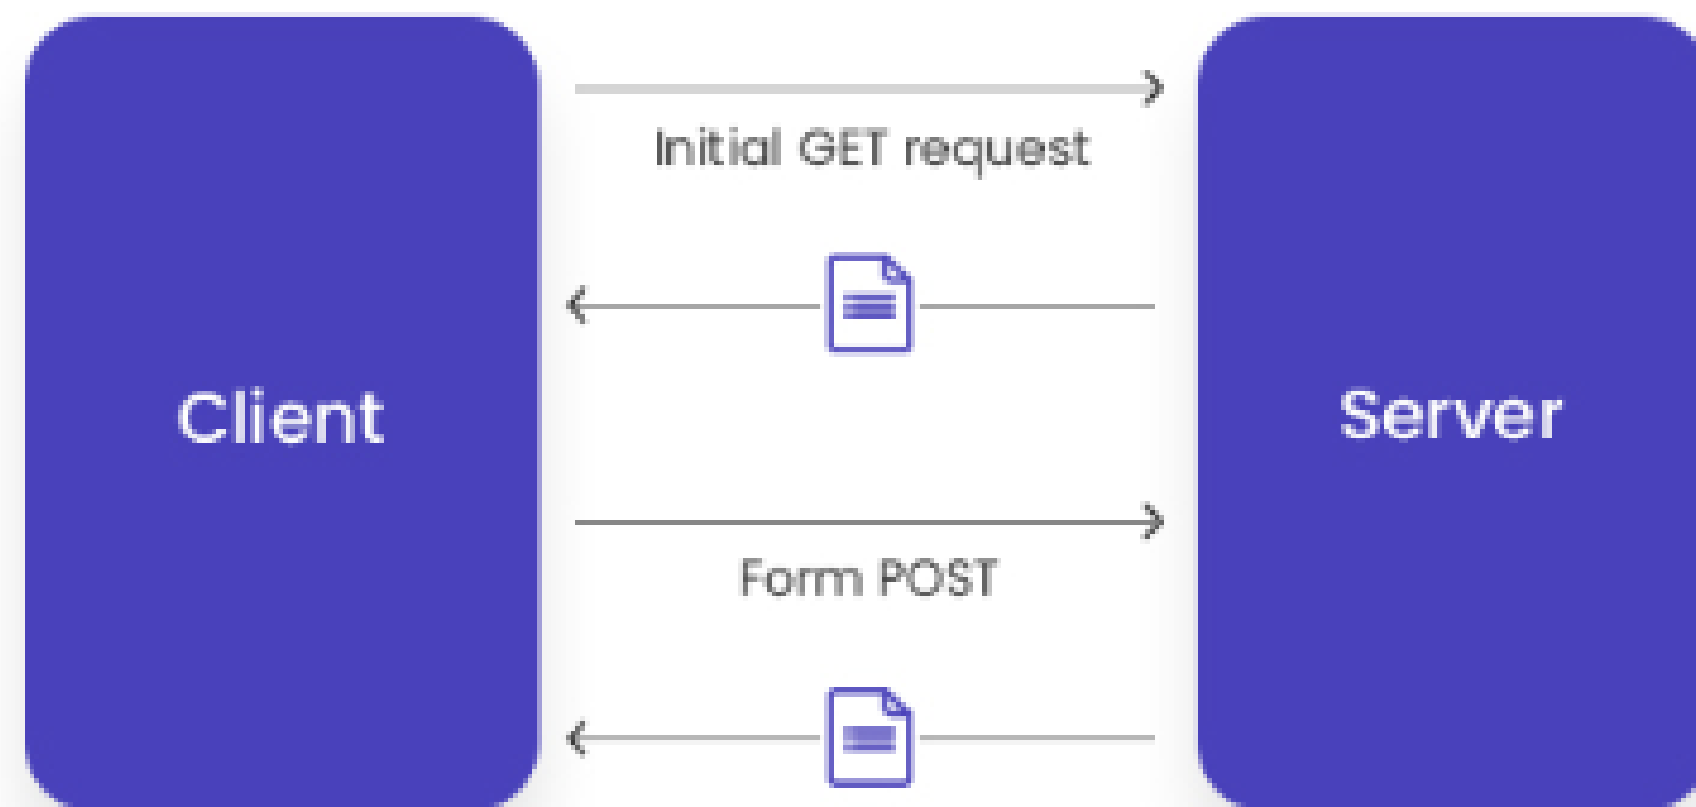 Initial GET request
Client
Server
Form POST